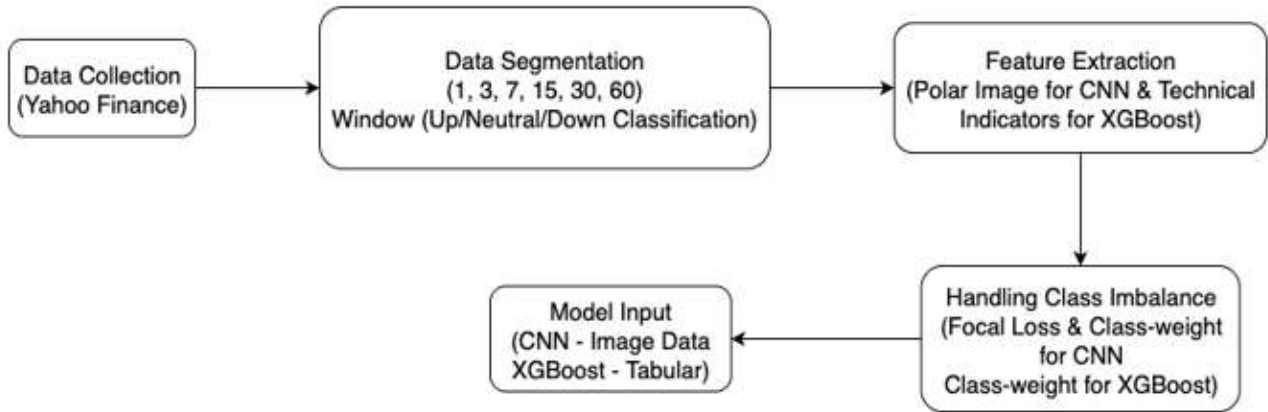 Data Collection
(Yahoo Finance)
Data Segmentation
(1, 3, 7, 15, 30, 60)
Window (Up/Neutral/Down Classification)
Feature Extraction
(Polar Image for CNN & Technical
Indicators for XGBoost)
Handling Class Imbalance
(Focal Loss & Class-weight
for CNN
Class-weight for XGBoost)
Model Input
(CNN - Image Data
XGBoost - Tabular)